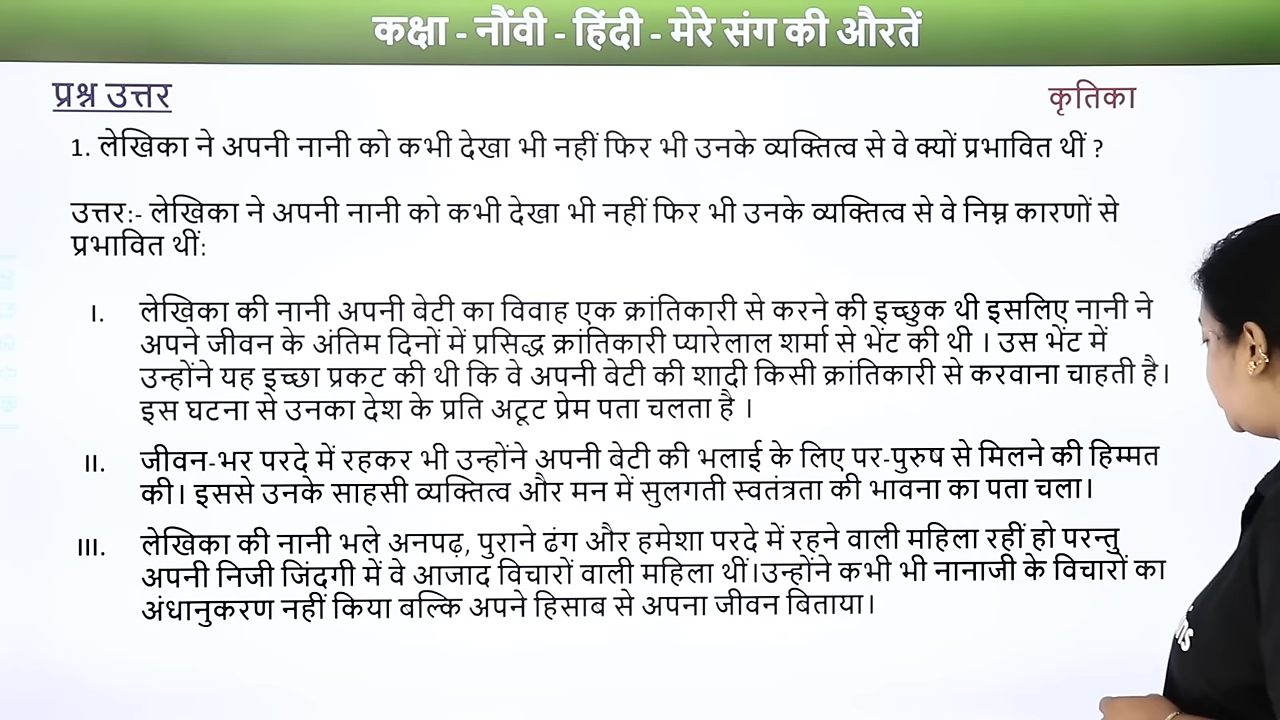 कक्षा - नौंवी - हिंदी - मेरे संग की औरतें
प्रश्न उत्तर
कृतिका
1. लेखिका ने अपनी नानी को कभी देखा भी नहीं फिर भी उनके व्यक्तित्व से वे क्यों प्रभावित थीं ?
उत्तर:- लेखिका ने अपनी नानी को कभी देखा भी नहीं फिर भी उनके व्यक्तित्व से वे निम्न कारणों से
प्रभावित थीं:
I. लेखिका की नानी अपनी बेटी का विवाह एक क्रांतिकारी से करने की इच्छुक थी इसलिए नानी ने
अपने जीवन के अंतिम दिनों में प्रसिद्ध क्रांतिकारी प्यारेलाल शर्मा से भेंट की थी । उस भेंट में
उन्होंने यह इच्छा प्रकट की थी कि वे अपनी बेटी की शादी किसी क्रांतिकारी से करवाना चाहती है।
इस घटना से उनका देश के प्रति अटूट प्रेम पता चलता है ।
II. जीवन-भर परदे में रहकर भी उन्होंने अपनी बेटी की भलाई के लिए पर-पुरुष से मिलने की हिम्मत
की। इससे उनके साहसी व्यक्तित्व और मन में सुलगती स्वतंत्रता की भावना का पता चला।
III. लेखिका की नानी भले अनपढ़, पुराने ढंग और हमेशा परदे में रहने वाली महिला रहीं हो परन्तु
अपनी निजी जिंदगी में वे आजाद विचारों वाली महिला थीं।उन्होंने कभी भी नानाजी के विचारों का
अंधानुकरण नहीं किया बल्कि अपने हिसाब से अपना जीवन बिताया।